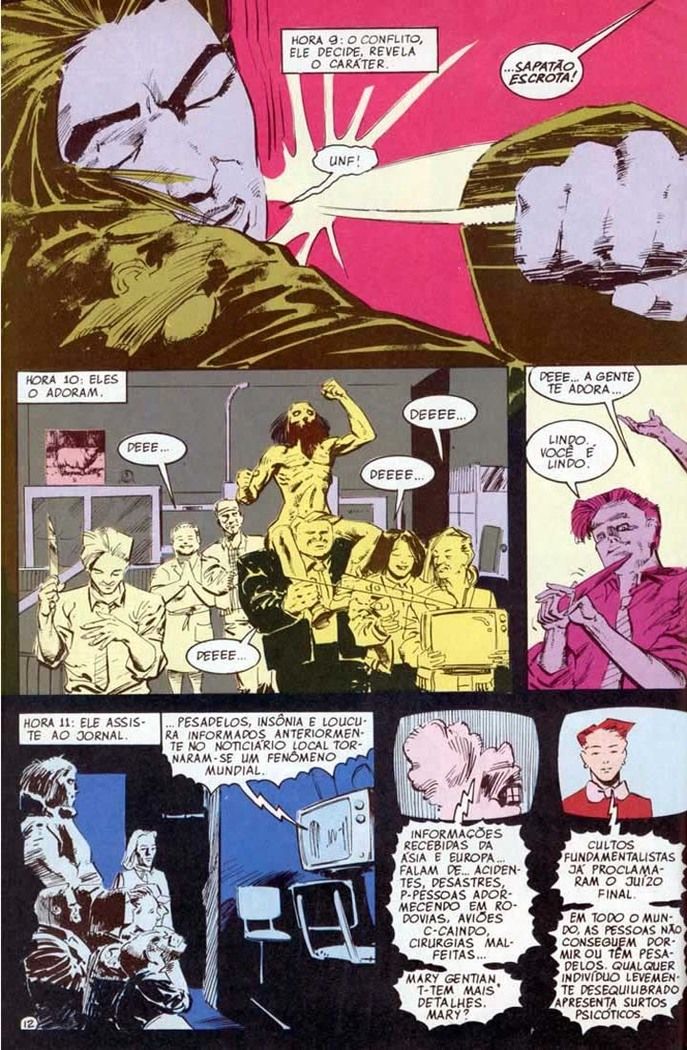 HORA 9: O CONFLITO,
ELE DECIDE, REVELA
O CARÁTER.
...SAPATÃO
ESCROTA!
UNF!
HORA 10: ELES
O ADORAM.
DEEE...
DEEEE...
DEEEE...
DEEEE...
DEEE... A GENTE
TE ADORA...
LINDO.
VOCÊ É
LINDO.
HORA 11: ELE ASSIS-
TE AO JORNAL.
...PESADELOS, INSÔNIA E LOUCU-
RA INFORMADOS ANTERIORMEN-
TE NO NOTICIÁRIO LOCAL TOR-
NARAM-SE UM FENÔMENO
MUNDIAL.
INFORMAÇÕES
RECEBIDAS DA
ÁSIA E EUROPA...
FALAM DE... ACIDEN-
TES, DESASTRES,
P-PESSOAS ADOR-
MECENDO EM RO-
DOVIAS. AVIÕES
C-CAINDO,
CIRURGIAS MAL-
FEITAS...
MARY GENTIAN,
T-TEM MAIS
DETALHES.
MARY?
CULTOS
FUNDAMENTALISTAS
JÁ PROCLAMA-
RAM O JUÍZO
FINAL.
EM TODO O MUN-
DO, AS PESSOAS NÃO
CONSEGUEM DOR-
MIR OU TÊM PESA-
DELOS. QUALQUER
INDIVÍDUO LEVEMEN-
TE DESEQUILIBRADO
APRESENTA SURTOS
PSICÓTICOS.
12